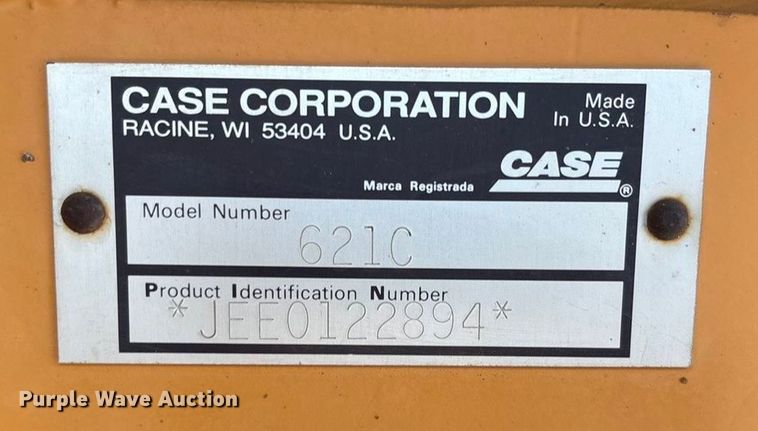 CASE CORPORATION
RACINE, WI 53404 U.S.A.
Made
In U.S.A.
CASE
Marca Registrada
®
Model Number
621C
Product Identification Number
*JEE0122894*
Purple Wave Auction